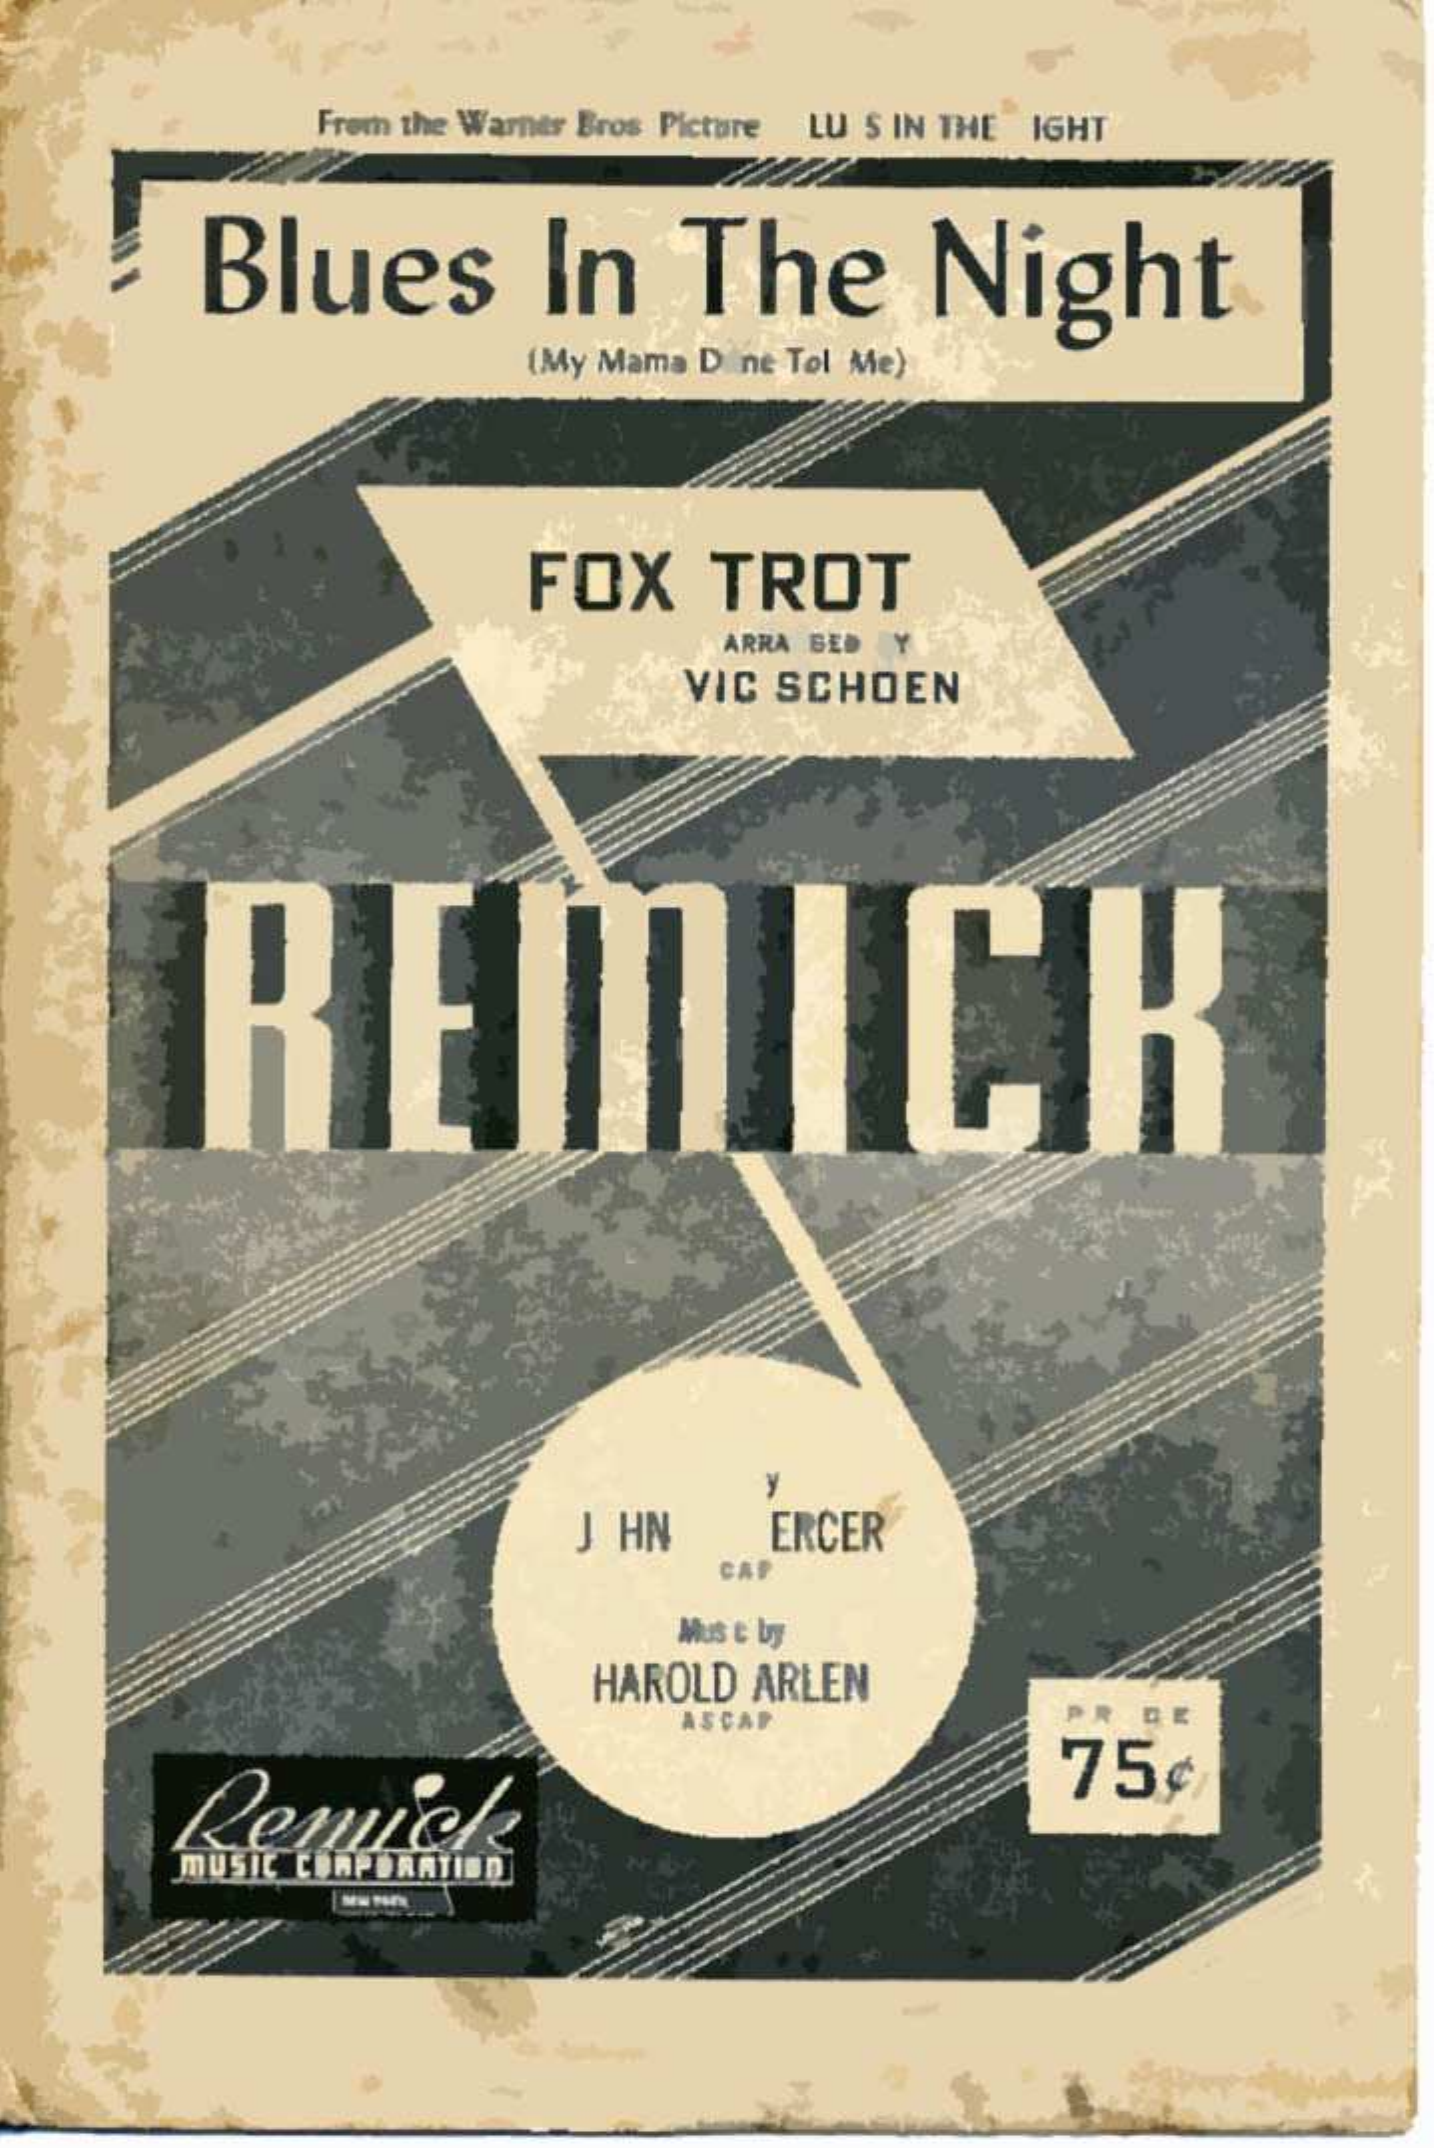 From the Warner Bros Picture LU S IN THE IGHT
Blues In The Night
(My Mama D ne Tol Me)
FOX TROT
ARRA GED Y
VIC SCHOEN
REMICK
y
J HN ERCER
CAP
Mus c by
HAROLD ARLEN
ASCAP
PR CE
75¢
Remick
MUSIC CORPORATION
NEW YORK